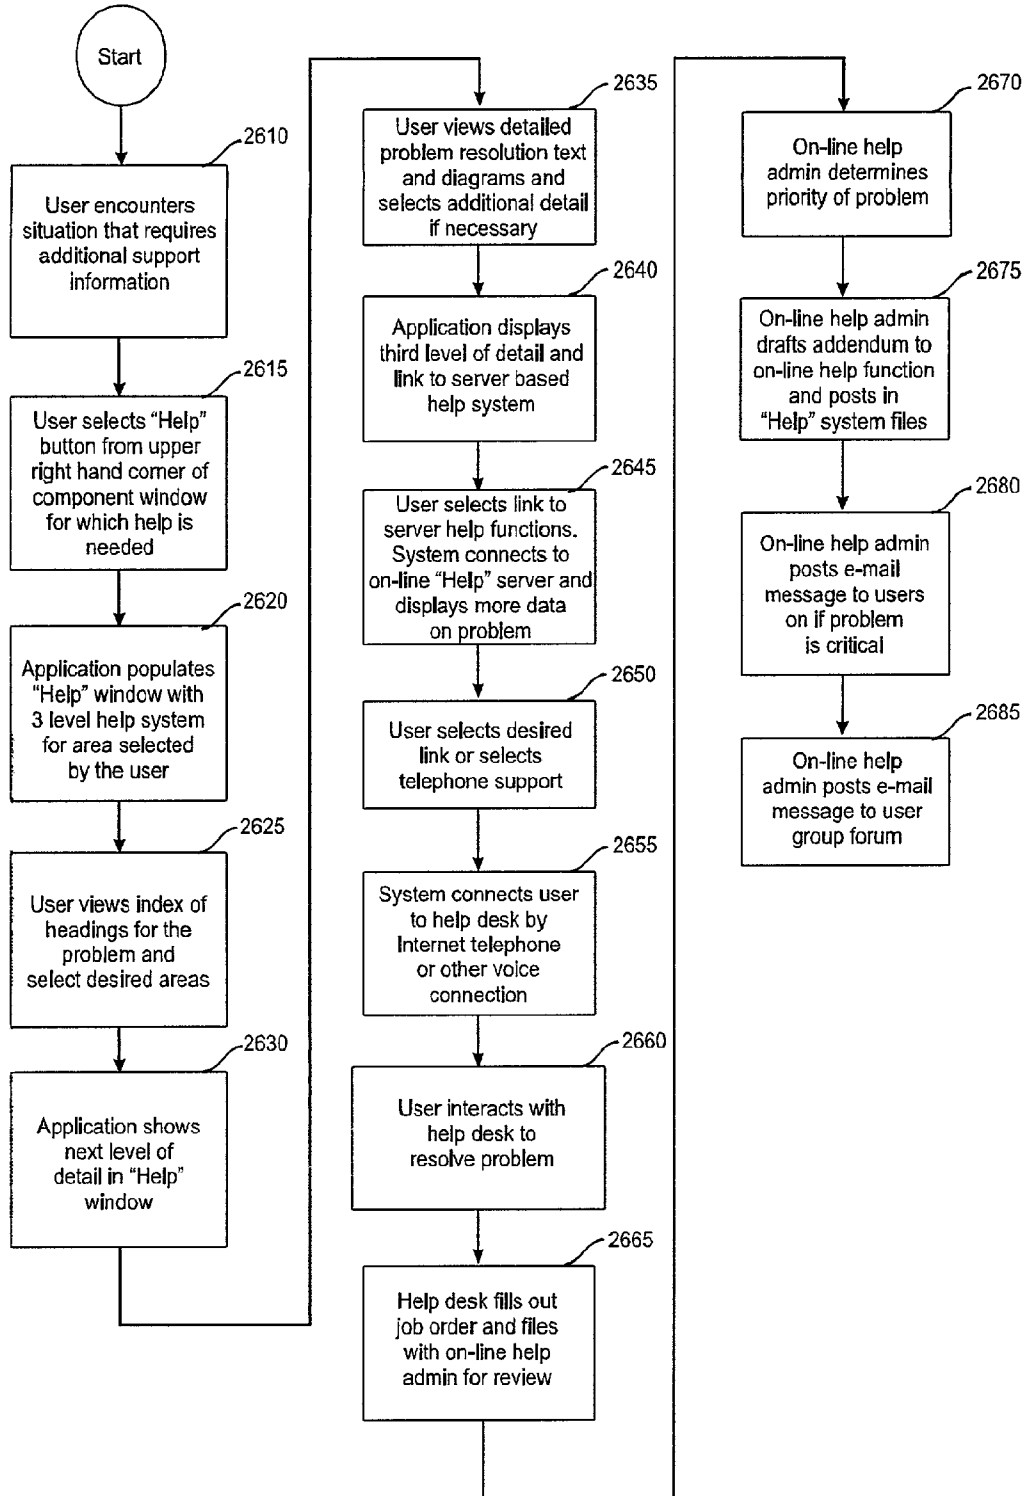 Start
2610
User encounters
situation that requires
additional support
information
2615
User selects “Help”
button from upper
right hand corner of
component window
for which help is
needed
2620
Application populates
“Help” window with
3 level help system
for area selected
by the user
2625
User views index of
headings for the
problem and
select desired areas
2630
Application shows
next level of
detail in “Help”
window
2635
User views detailed
problem resolution text
and diagrams and
selects additional detail
if necessary
2640
Application displays
third level of detail and
link to server based
help system
2645
User selects link to
server help functions.
System connects to
on-line “Help” server and
displays more data
on problem
2650
User selects desired
link or selects
telephone support
2655
System connects user
to help desk by
Internet telephone
or other voice
connection
2660
User interacts with
help desk to
resolve problem
2665
Help desk fills out
job order and files
with on-line help
admin for review
2670
On-line help
admin determines
priority of problem
2675
On-line help admin
drafts addendum to
on-line help function
and posts in
“Help” system files
2680
On-line help admin
posts e-mail
message to users
on if problem
is critical
2685
On-line help
admin posts e-mail
message to user
group forum